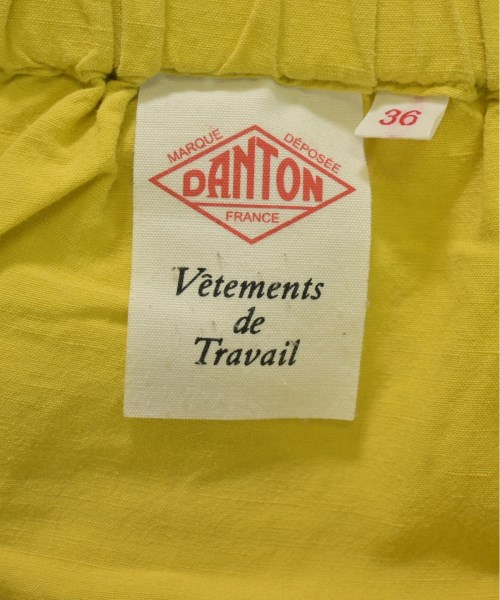 36
MARQUE DÉPOSÉE
DANTON
FRANCE
Vêtements
de
Travail